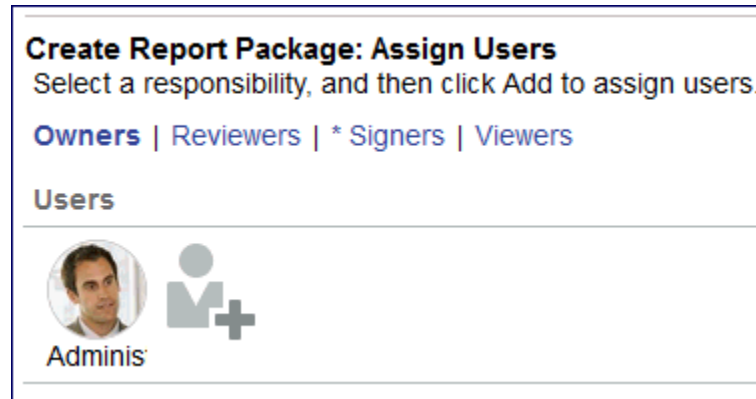 Create Report Package: Assign Users
Select a responsibility, and then click Add to assign users.
Owners | Reviewers | * Signers | Viewers
Users
Adminis